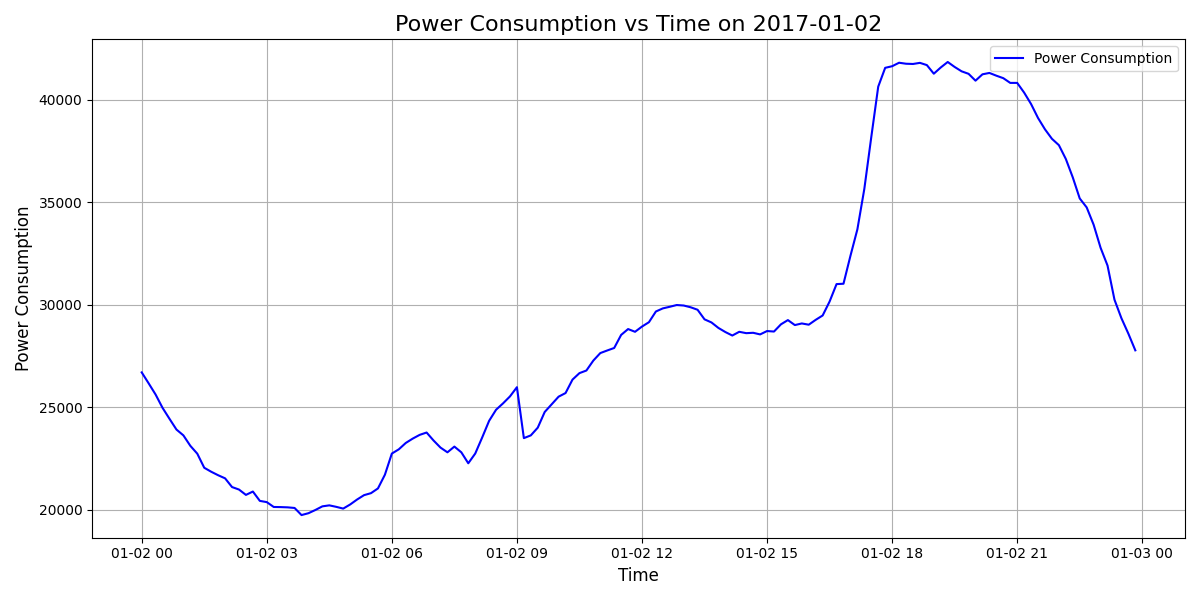 Power Consumption vs Time on 2017-01-02
Power Consumption
Power Consumption
40000
35000
30000
25000
20000
01-02 00 01-02 03 01-02 06 01-02 09 01-02 12 01-02 15 01-02 18 01-02 21 01-03 00
Time